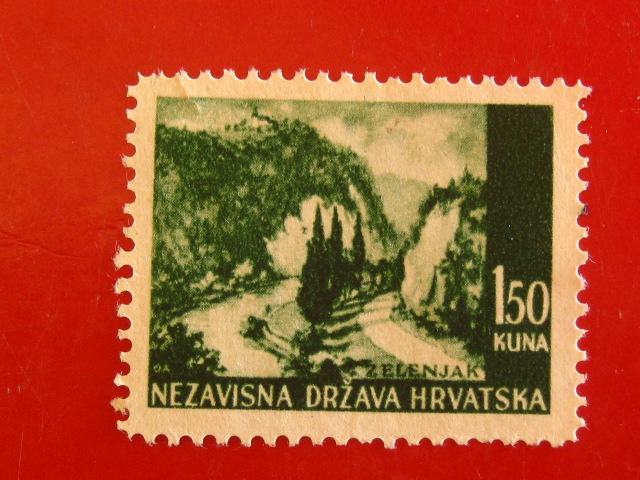 1.50
KUNA
ZELENJAK
NEZAVISNA DRŽAVA HRVATSKA